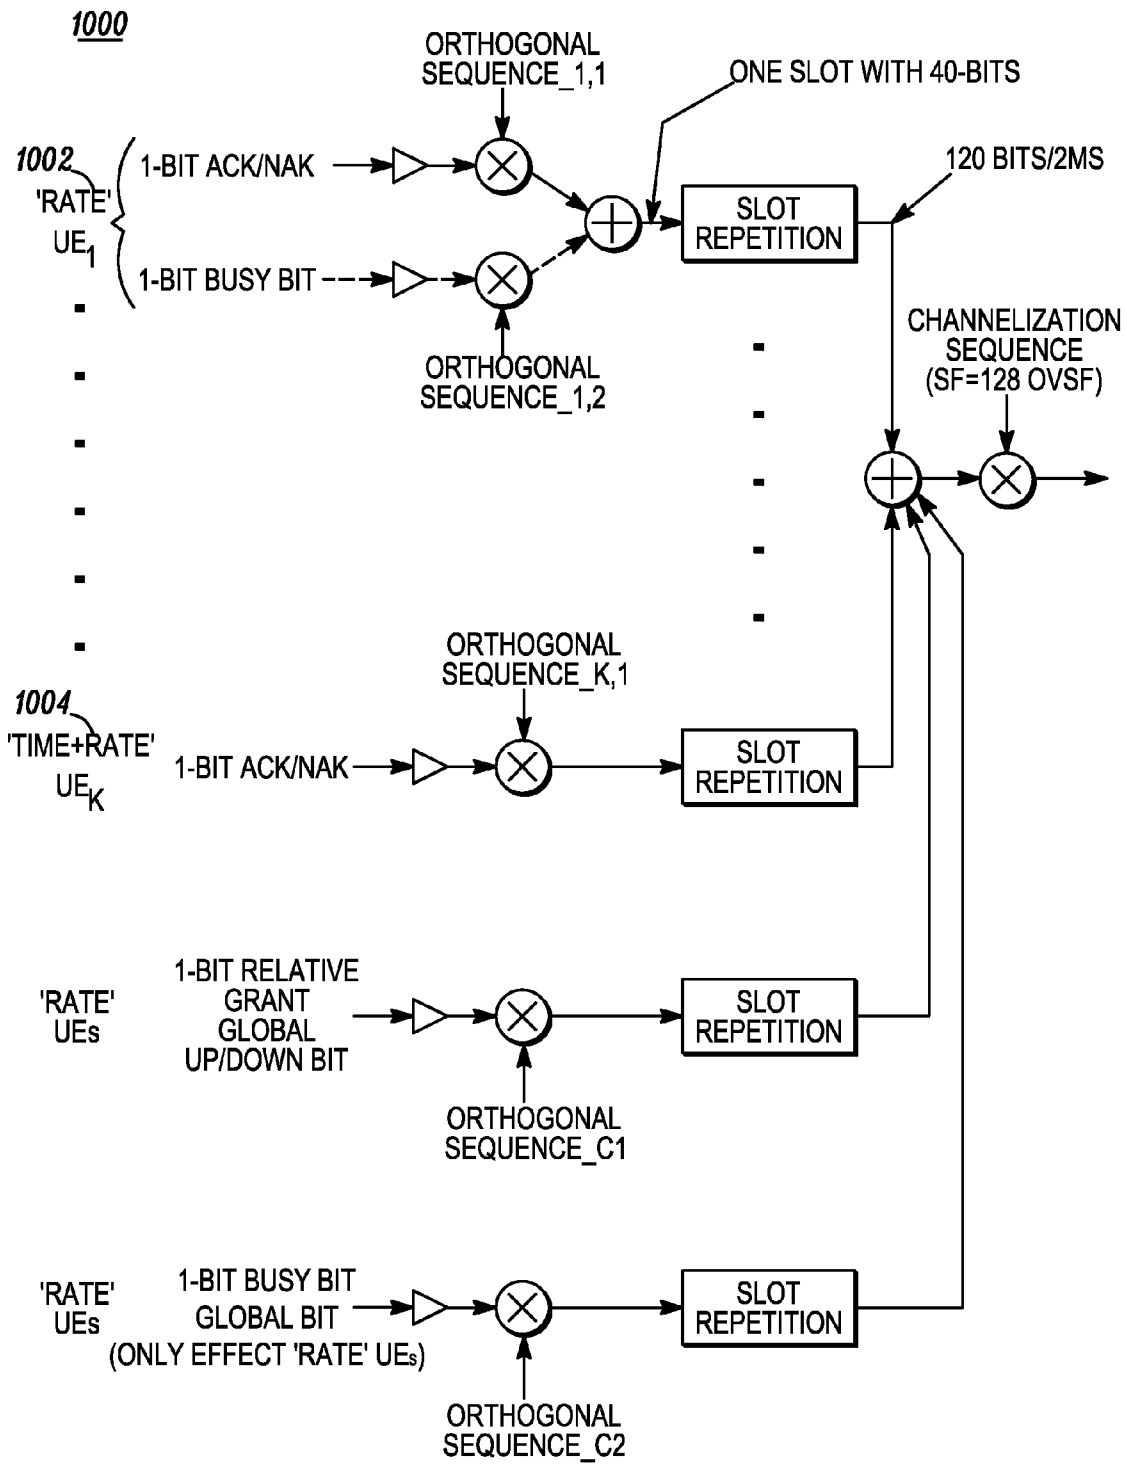 1000
ORTHOGONAL
SEQUENCE_1,1
ONE SLOT WITH 40-BITS
1002
'RATE'
UE1
1-BIT ACK/NAK
SLOT
REPETITION
120 BITS/2MS
1-BIT BUSY BIT
ORTHOGONAL
SEQUENCE_1,2
CHANNELIZATION
SEQUENCE
(SF=128 OVSF)
ORTHOGONAL
SEQUENCE_K,1
1004
'TIME+RATE'
UEK
1-BIT ACK/NAK
SLOT
REPETITION
'RATE'
UEs
1-BIT RELATIVE
GRANT
GLOBAL
UP/DOWN BIT
SLOT
REPETITION
ORTHOGONAL
SEQUENCE_C1
'RATE'
UEs
1-BIT BUSY BIT
GLOBAL BIT
(ONLY EFFECT 'RATE' UEs)
SLOT
REPETITION
ORTHOGONAL
SEQUENCE_C2